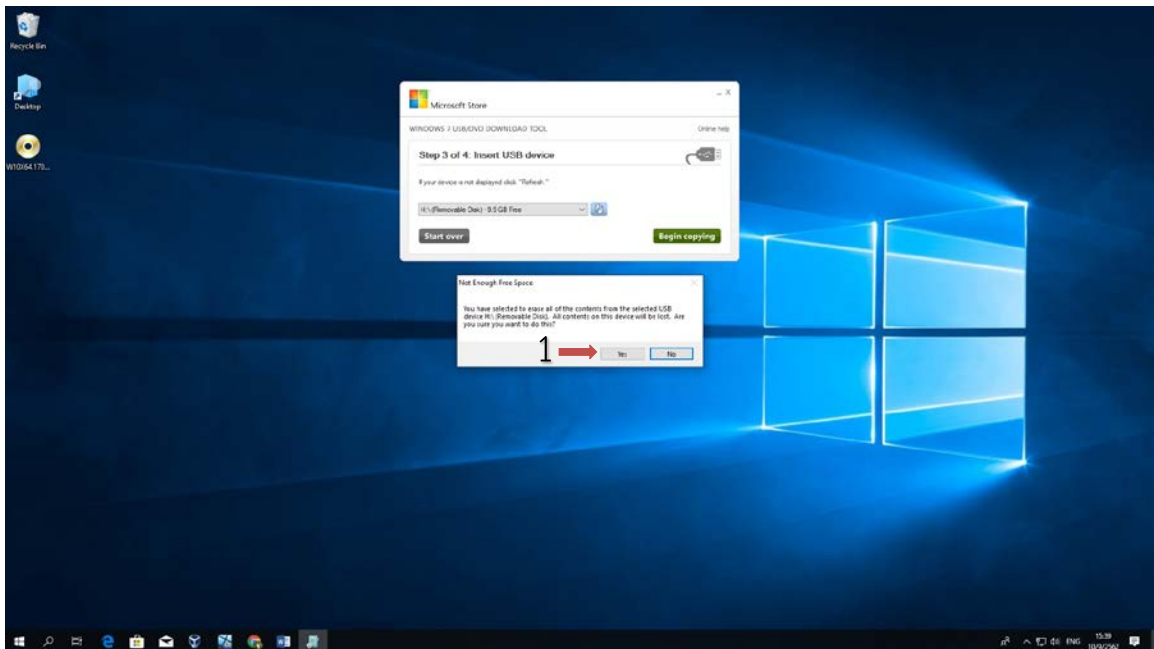 Recycle Bin
Desktop
W10X64.170...
Microsoft Store
WINDOWS 7 USB/DVD DOWNLOAD TOOL
Online help
Step 3 of 4: Insert USB device
If your device is not displayed click "Refresh."
H:\ (Removable Disk) - 9.9 GB Free
Start over
Begin copying
Not Enough Free Space
You have selected to erase all of the contents from the selected USB
device H:\ (Removable Disk). All contents on this device will be lost. Are
you sure you want to do this?
1
Yes
No
ENG
15:39
10/9/2562